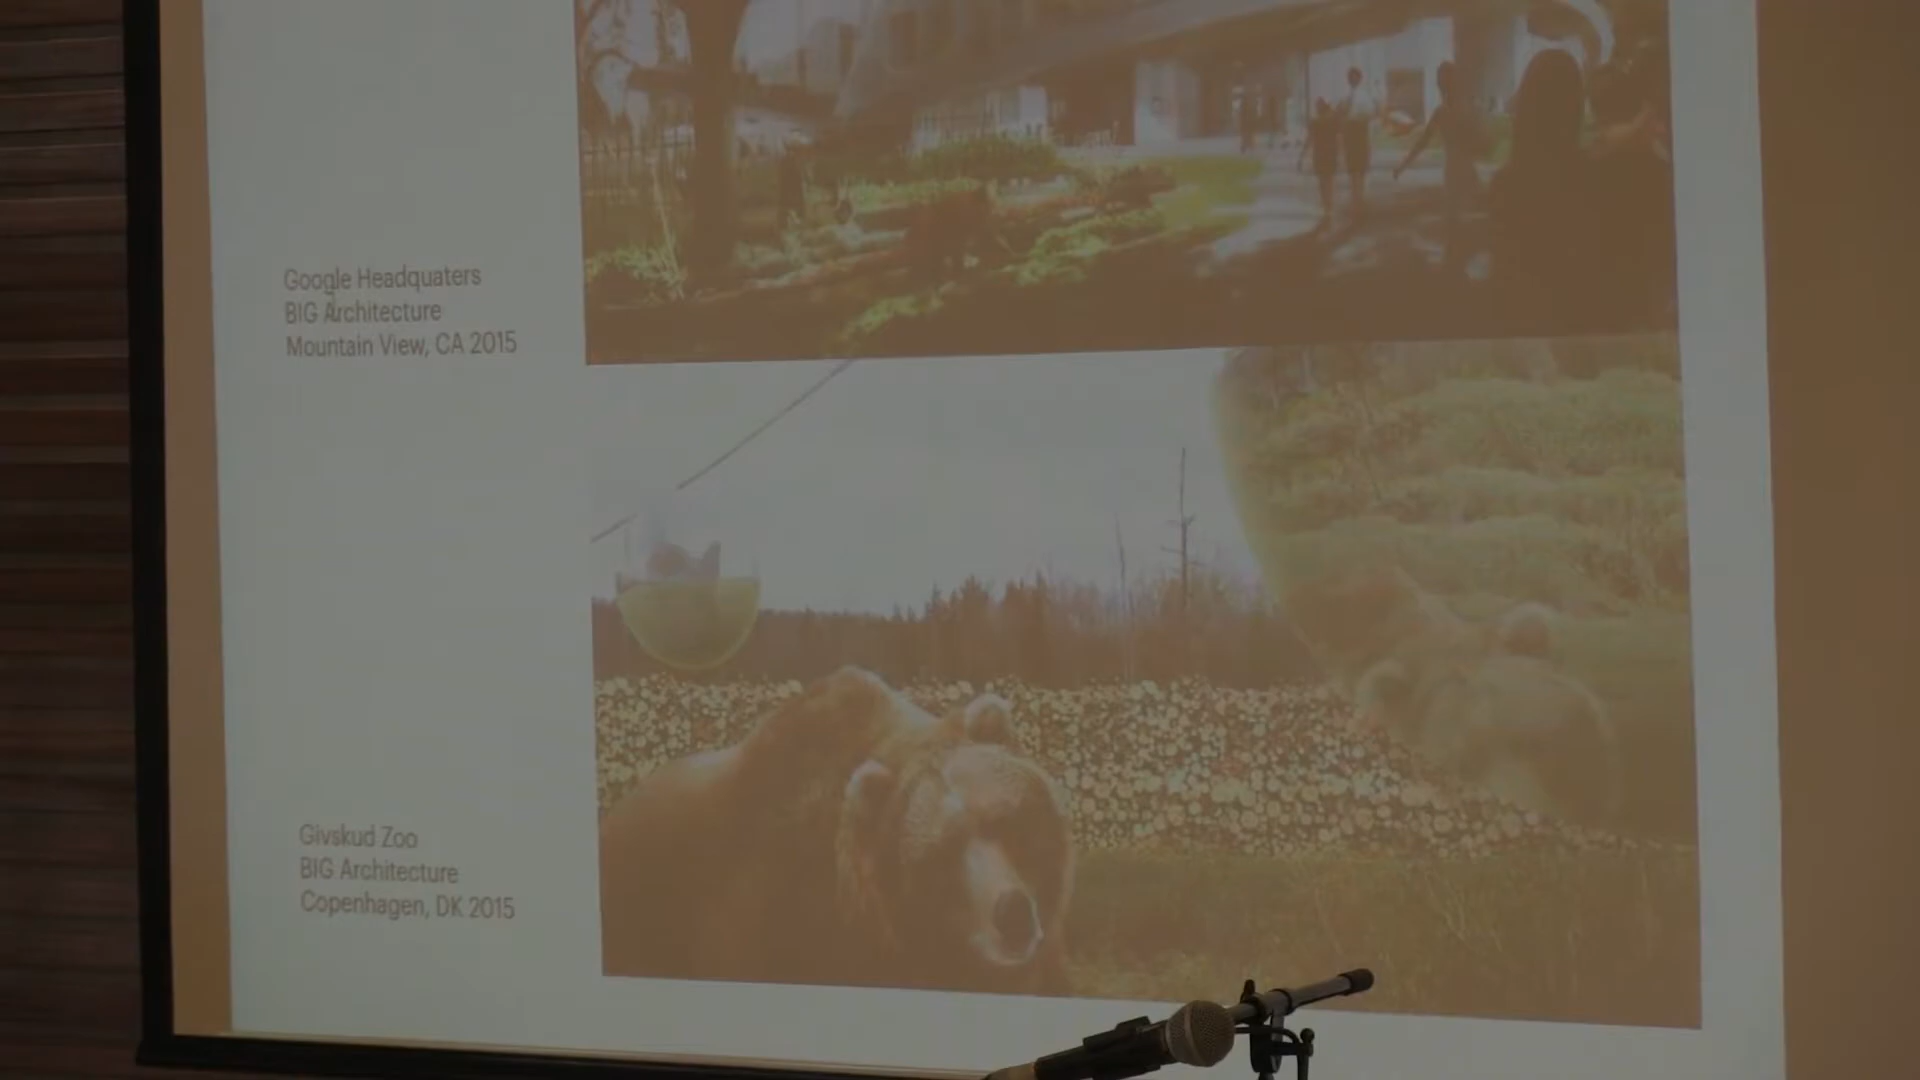 Google Headquaters
BIG Architecture
Mountain View, CA 2015
Givskud Zoo
BIG Architecture
Copenhagen, DK 2015